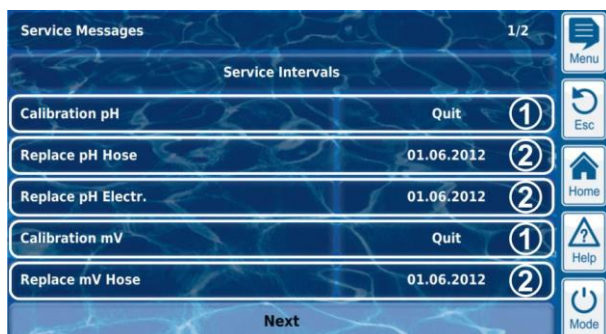 Service Messages 1/2
Service Intervals
Calibration pH Quit 1
Replace pH Hose 01.06.2012 2
Replace pH Electr. 01.06.2012 2
Calibration mV Quit 1
Replace mV Hose 01.06.2012 2
Next
Menu
Esc
Home
? Help
Mode